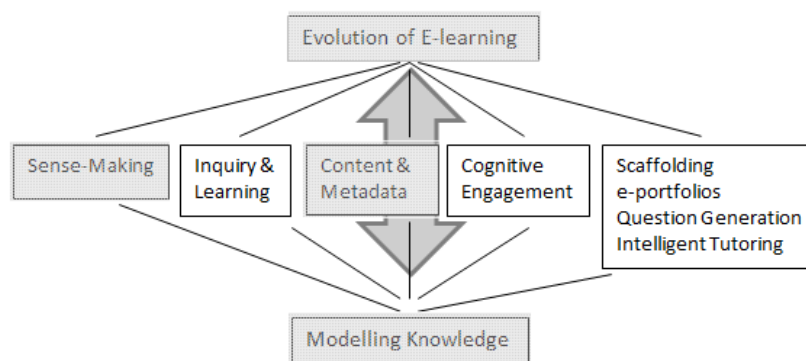 Evolution of E-learning
Sense-Making
Inquiry &
Learning
Content &
Metadata
Cognitive
Engagement
Scaffolding
e-portfolios
Question Generation
Intelligent Tutoring
Modelling Knowledge